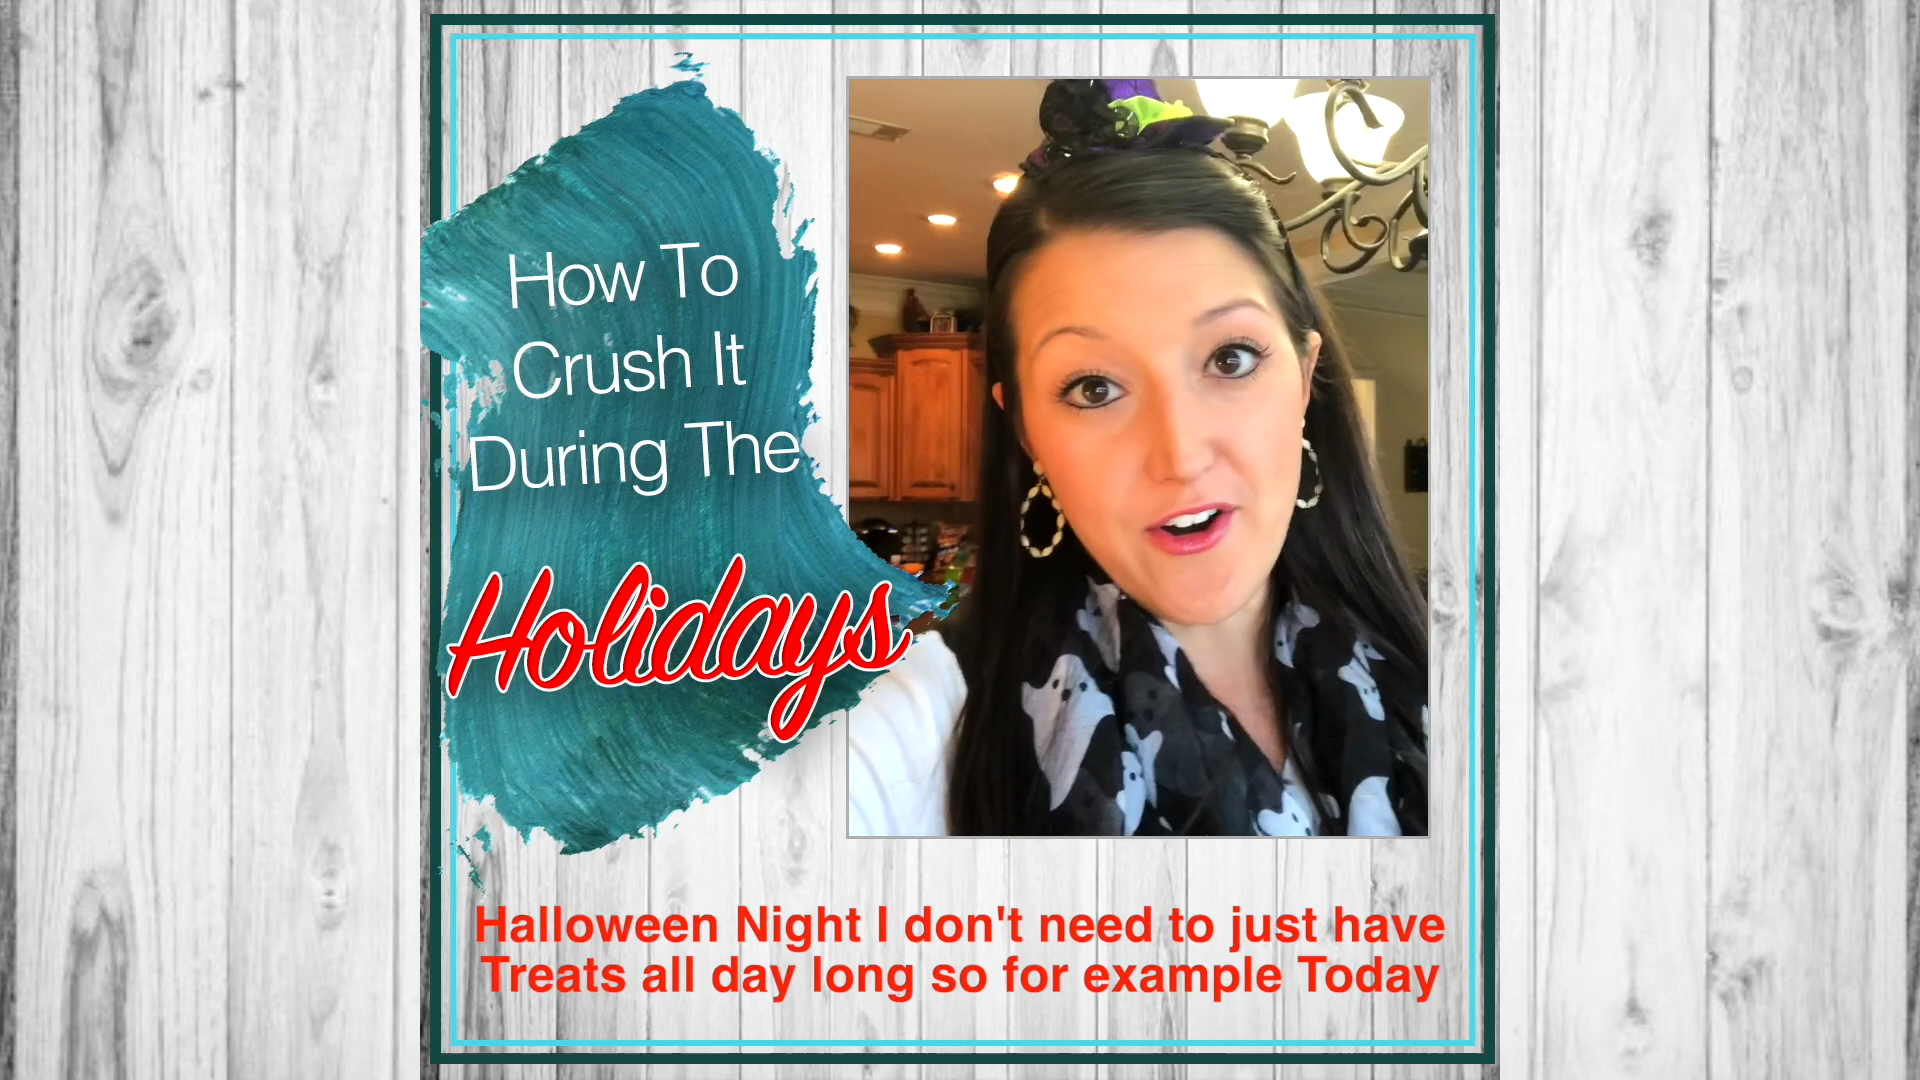 How To
Crush It
During The
Holidays
Halloween Night I don't need to just have
Treats all day long so for example Today